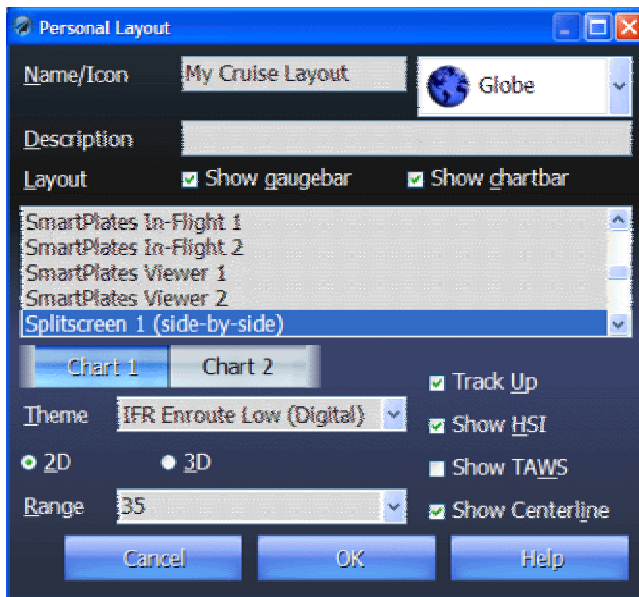 Personal Layout
Name/Icon My Cruise Layout Globe
Description
Layout Show gaugebar Show chartbar
SmartPlates In-Flight 1
SmartPlates In-Flight 2
SmartPlates Viewer 1
SmartPlates Viewer 2
Splitscreen 1 (side-by-side)
Chart 1 Chart 2
Track Up
Theme IFR Enroute Low (Digital)
Show HSI
2D 3D
Show TAWS
Range 35
Show Centerline
Cancel OK Help